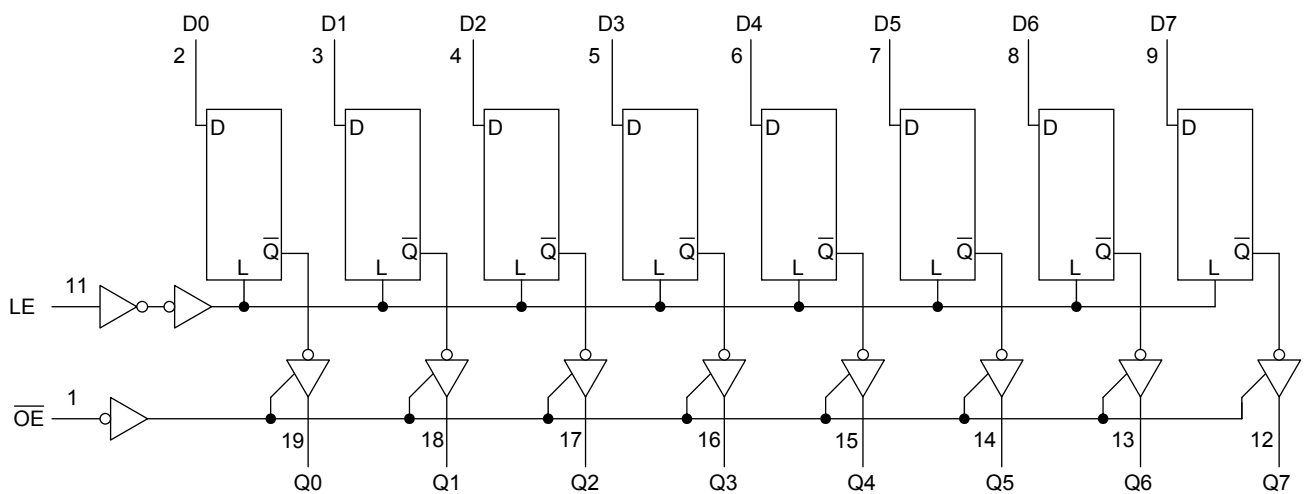 D0 D1 D2 D3 D4 D5 D6 D7
2 3 4 5 6 7 8 9
D D D D D D D D
Q̅ Q̅ Q̅ Q̅ Q̅ Q̅ Q̅ Q̅
L L L L L L L L
11
LE
1
O̅E̅
19 18 17 16 15 14 13 12
Q0 Q1 Q2 Q3 Q4 Q5 Q6 Q7